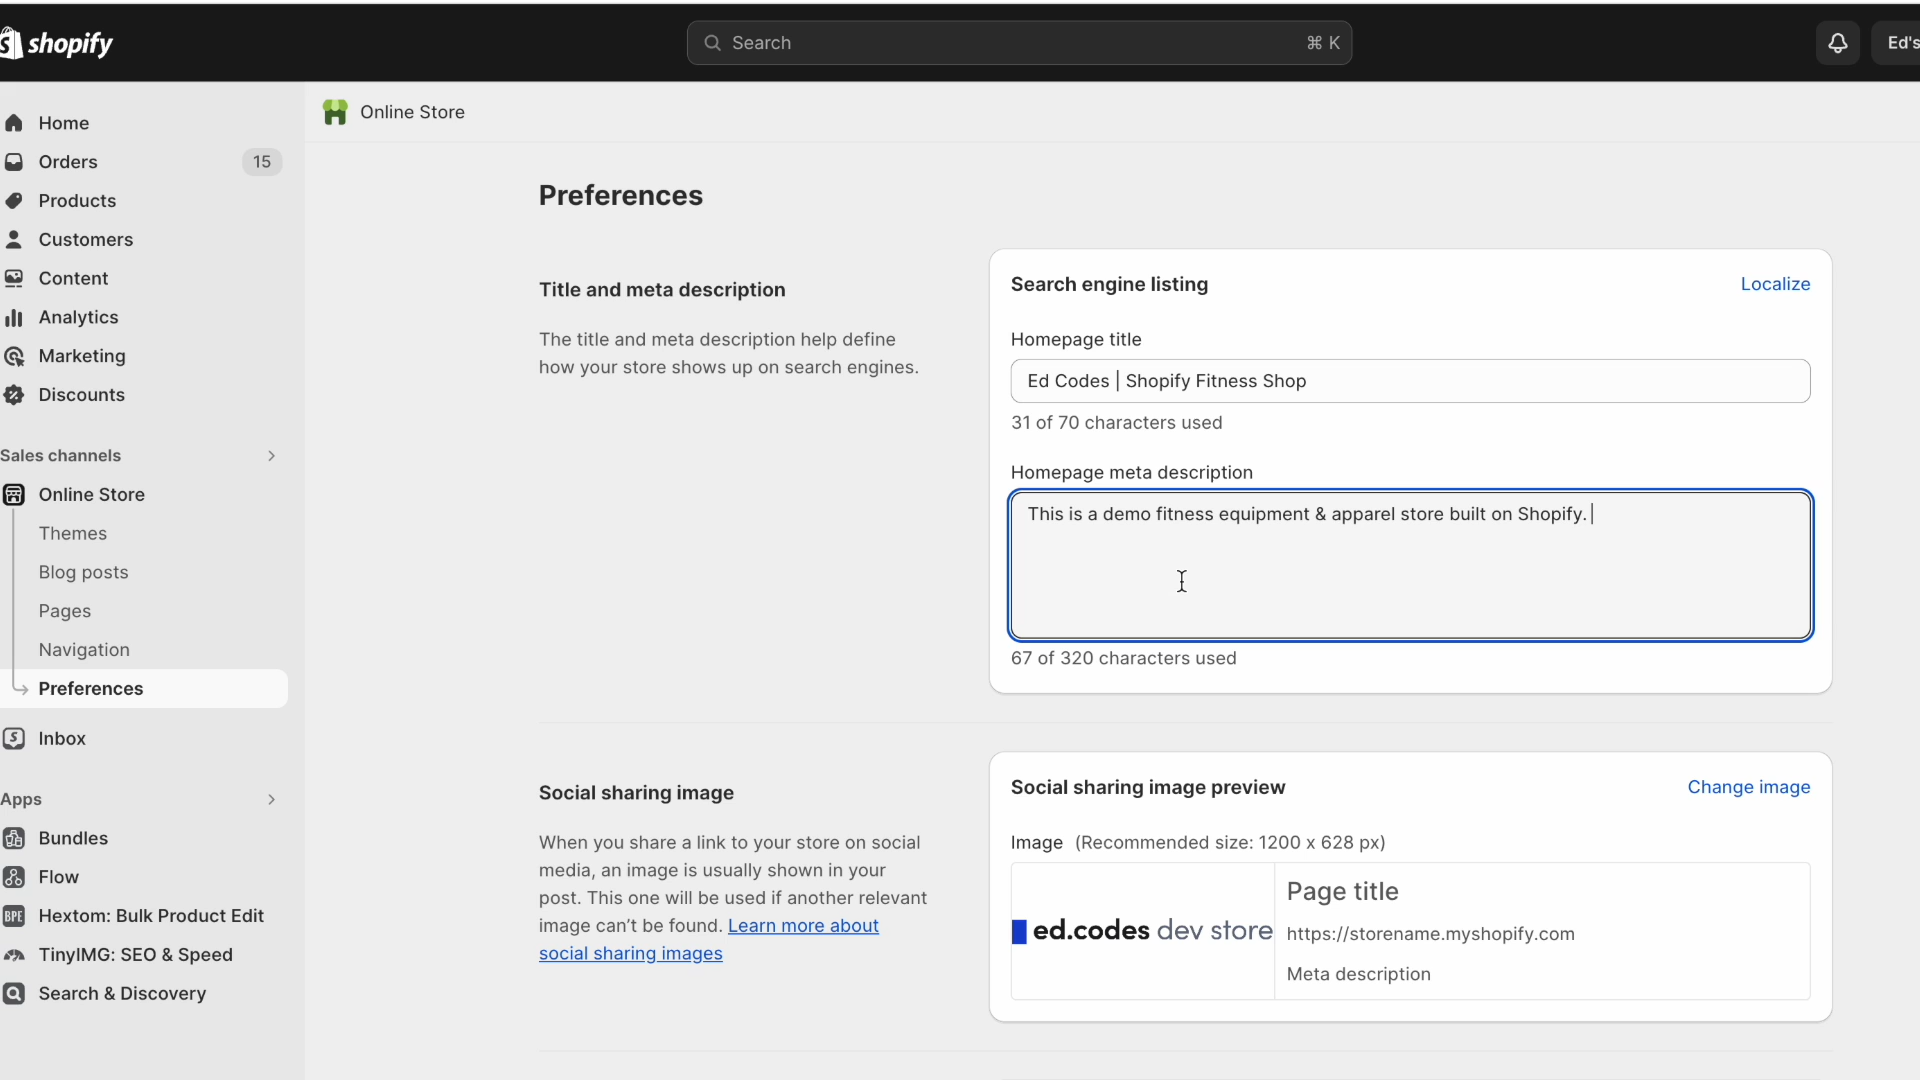 shopify
Search
⌘ K
Ed's
Home
Orders
15
Products
Customers
Content
Analytics
Marketing
Discounts
Sales channels
Online Store
Themes
Blog posts
Pages
Navigation
Preferences
Inbox
Apps
Bundles
Flow
BPE
Hextom: Bulk Product Edit
TinyIMG: SEO & Speed
Search & Discovery
Online Store
Preferences
Title and meta description
The title and meta description help define
how your store shows up on search engines.
Search engine listing
Localize
Homepage title
Ed Codes | Shopify Fitness Shop
31 of 70 characters used
Homepage meta description
This is a demo fitness equipment & apparel store built on Shopify.
67 of 320 characters used
Social sharing image
When you share a link to your store on social
media, an image is usually shown in your
post. This one will be used if another relevant
image can’t be found. Learn more about
social sharing images
Social sharing image preview
Change image
Image (Recommended size: 1200 x 628 px)
ed.codes dev store
Page title
https://storename.myshopify.com
Meta description